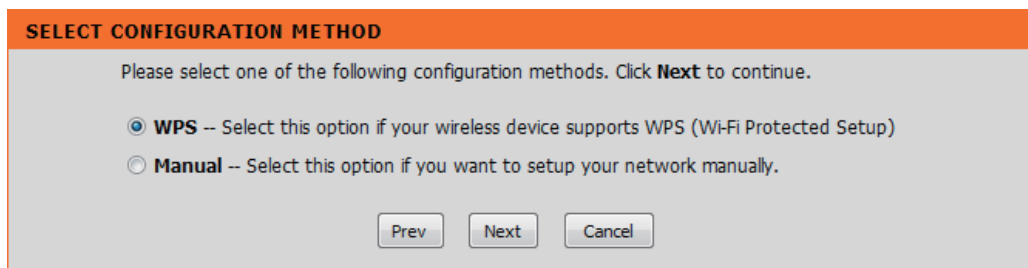 SELECT CONFIGURATION METHOD
Please select one of the following configuration methods. Click Next to continue.
WPS -- Select this option if your wireless device supports WPS (Wi-Fi Protected Setup)
Manual -- Select this option if you want to setup your network manually.
Prev Next Cancel